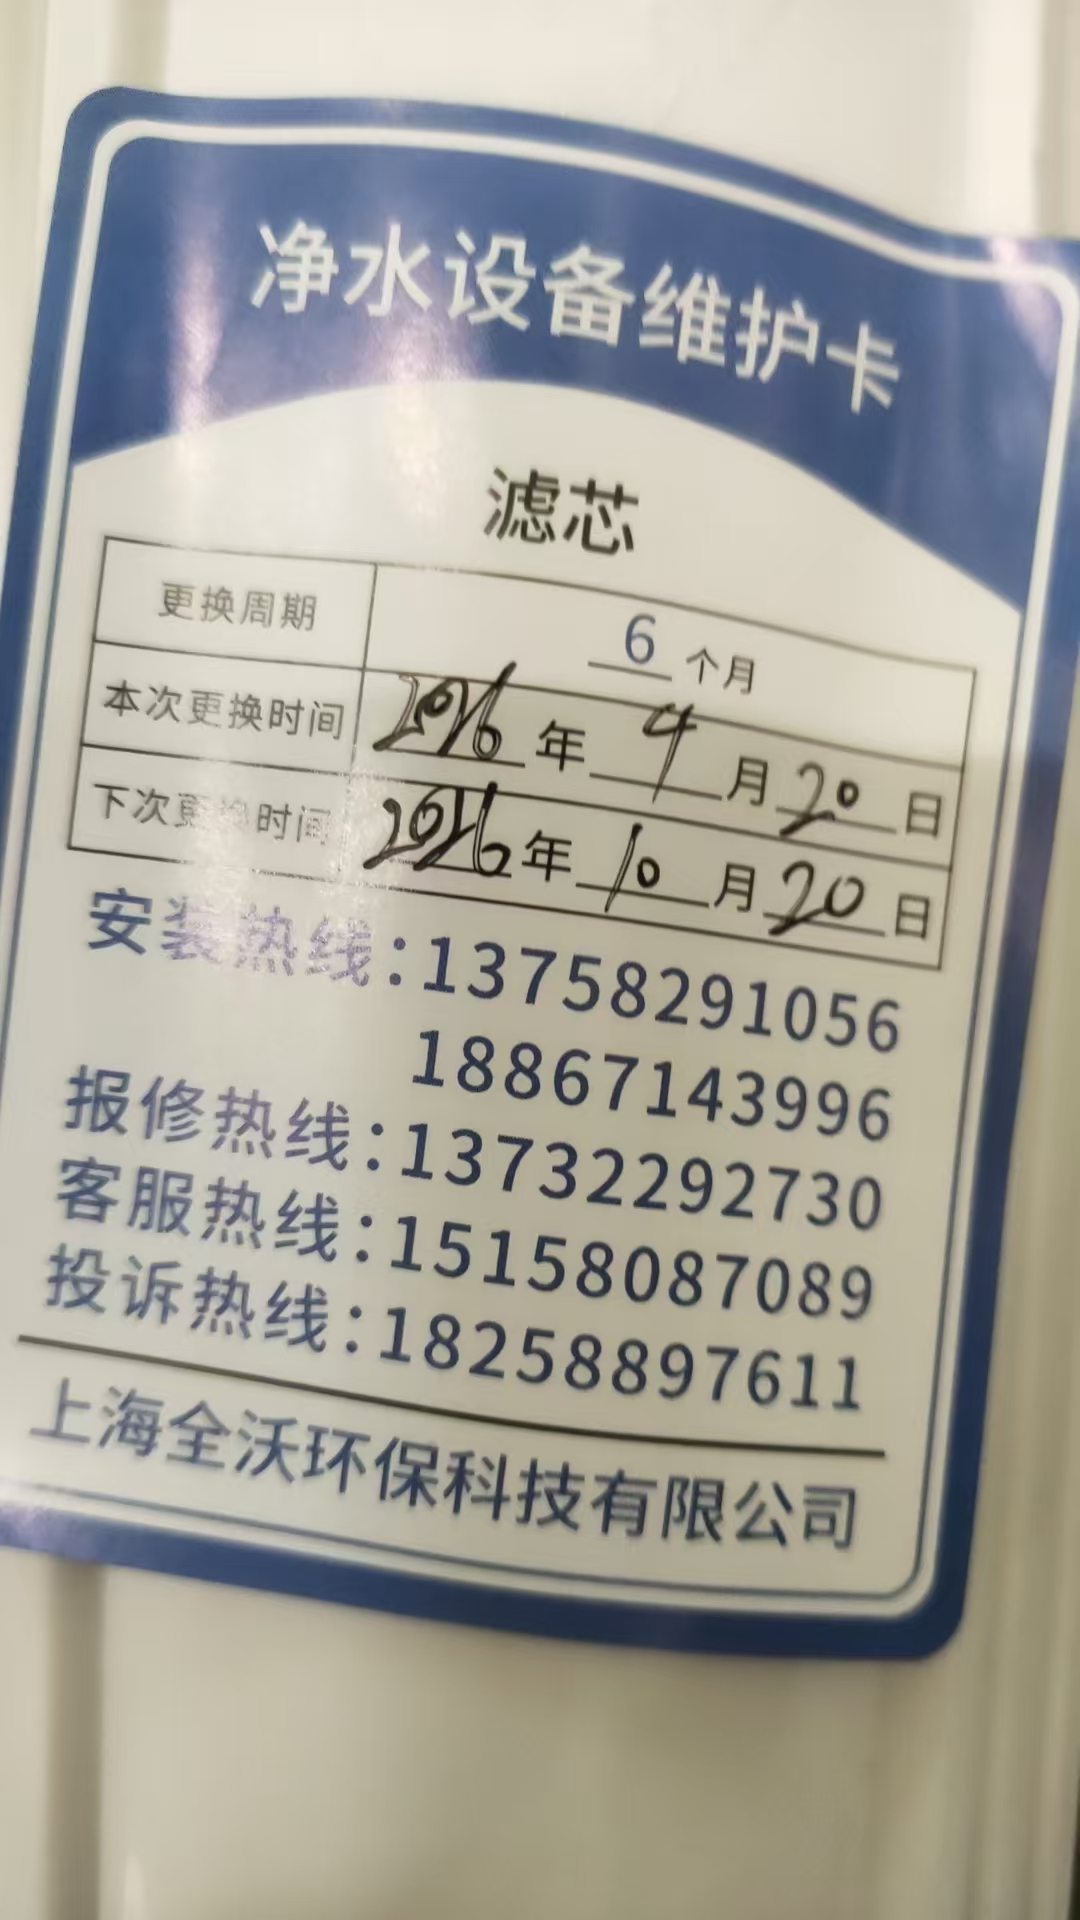 净水设备维护卡
滤芯
更换周期 6 个月
本次更换时间 2026 年 4 月 20 日
下次更换时间 2026 年 10 月 20 日
安装热线:13758291056
18867143996
报修热线:13732292730
客服热线:15158087089
投诉热线:18258897611
上海全沃环保科技有限公司